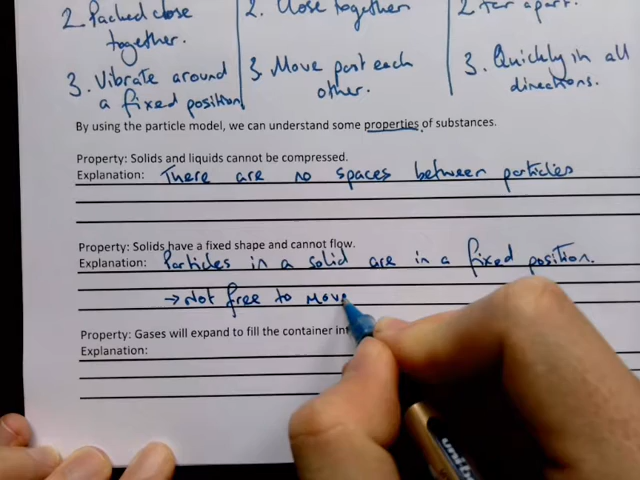 2. Packed close together.
2. Close together
2. Far apart.
3. Vibrate around a fixed position
3. Move past each other.
3. Quickly in all directions.
By using the particle model, we can understand some properties of substances.
Property: Solids and liquids cannot be compressed.
Explanation: There are no spaces between particles
Property: Solids have a fixed shape and cannot flow.
Explanation: Particles in a solid are in a fixed position.
→ Not free to mov
Property: Gases will expand to fill the container
Explanation: